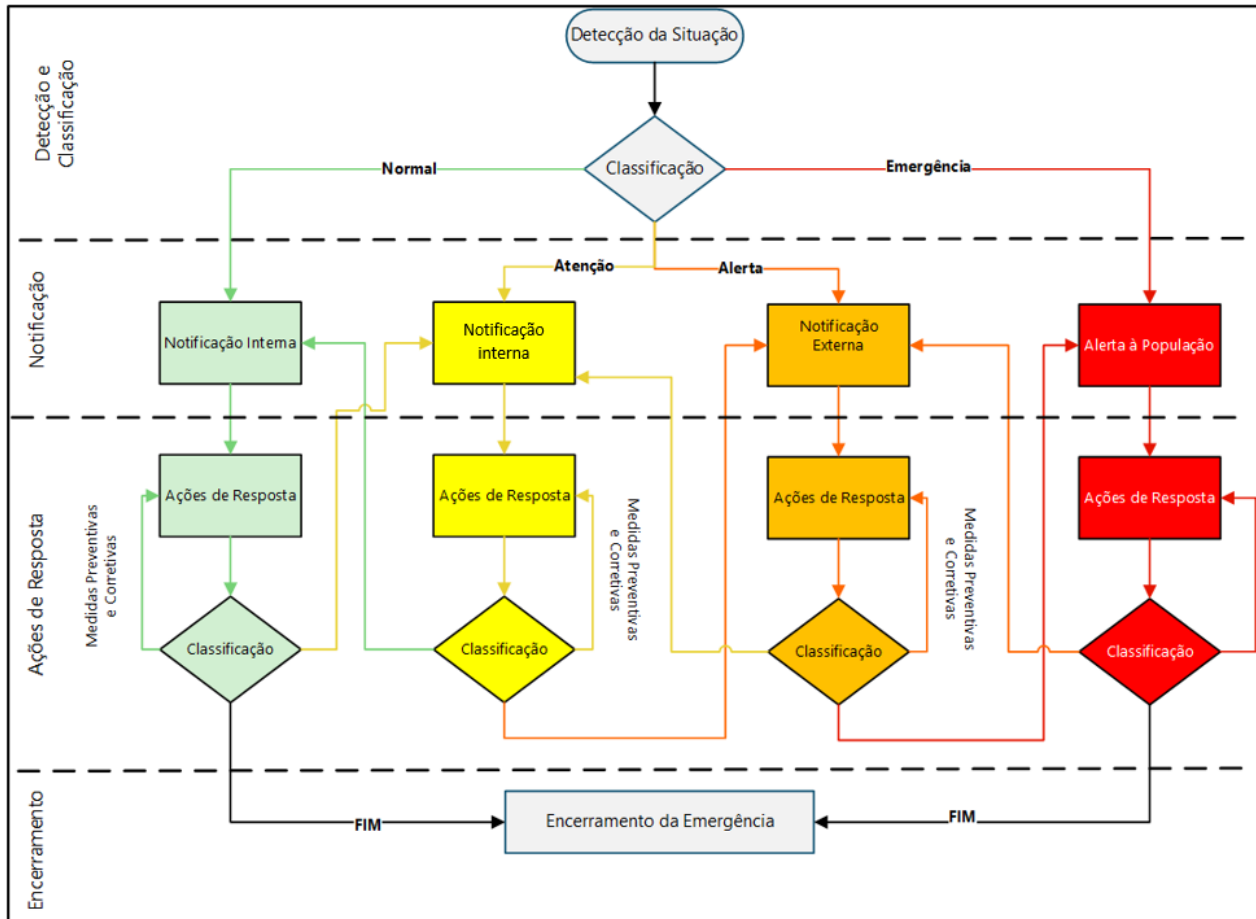 Detecção e
Classificação
Detecção da Situação
Classificação
Normal
Emergência
Notificação
Atenção
Alerta
Notificação Interna
Notificação
interna
Notificação
Externa
Alerta à População
Ações de Resposta
Ações de Resposta
Ações de Resposta
Ações de Resposta
Ações de Resposta
Medidas Preventivas
e Corretivas
Medidas Preventivas
e Corretivas
Medidas Preventivas
e Corretivas
Classificação
Classificação
Classificação
Classificação
Encerramento
FIM
Encerramento da Emergência
FIM